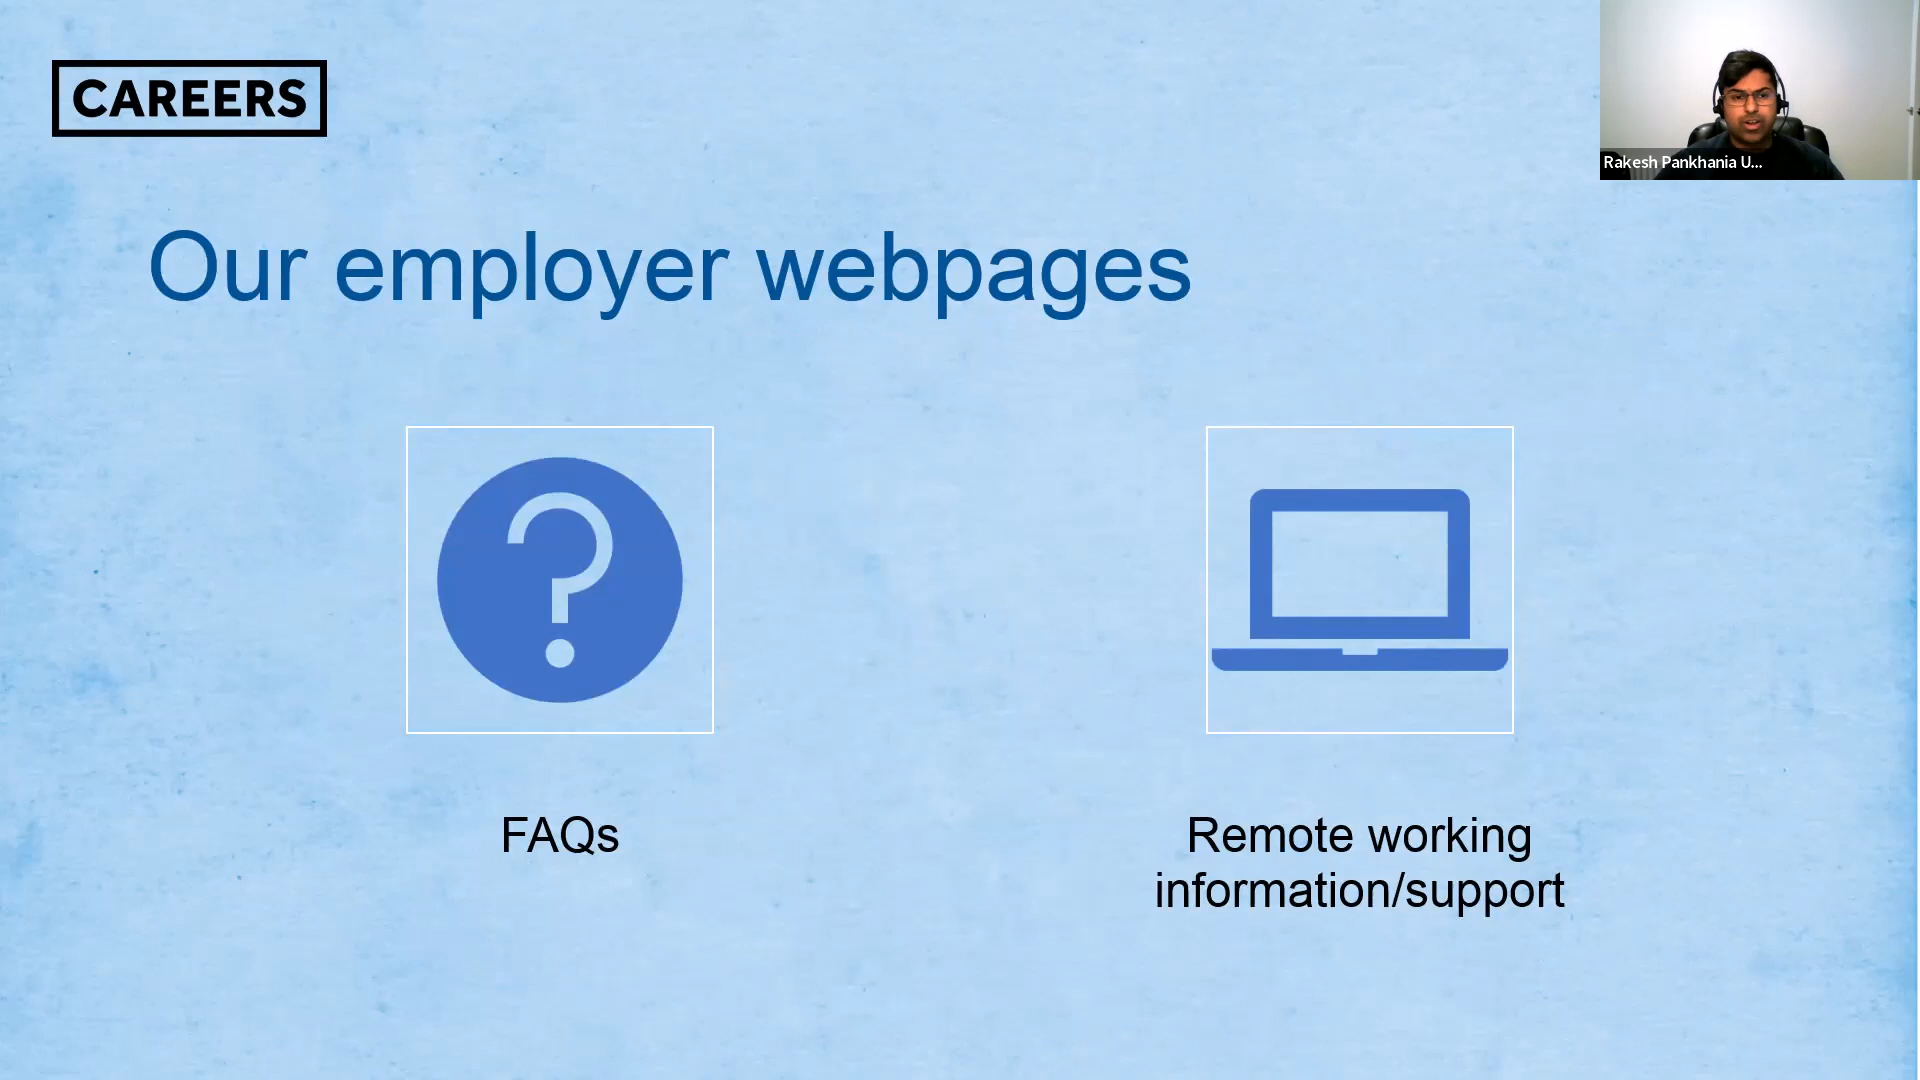 CAREERS
Rakesh Pankhania U...
Our employer webpages
FAQs
Remote working
information/support